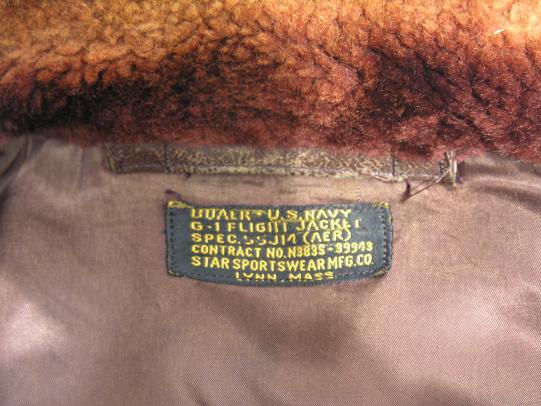 BUAER - U.S. NAVY
G-1 FLIGHT JACKET
SPEC. 55J14 (AER)
CONTRACT NO. N383S-39943
STAR SPORTSWEAR MFG. CO.
LYNN, MASS